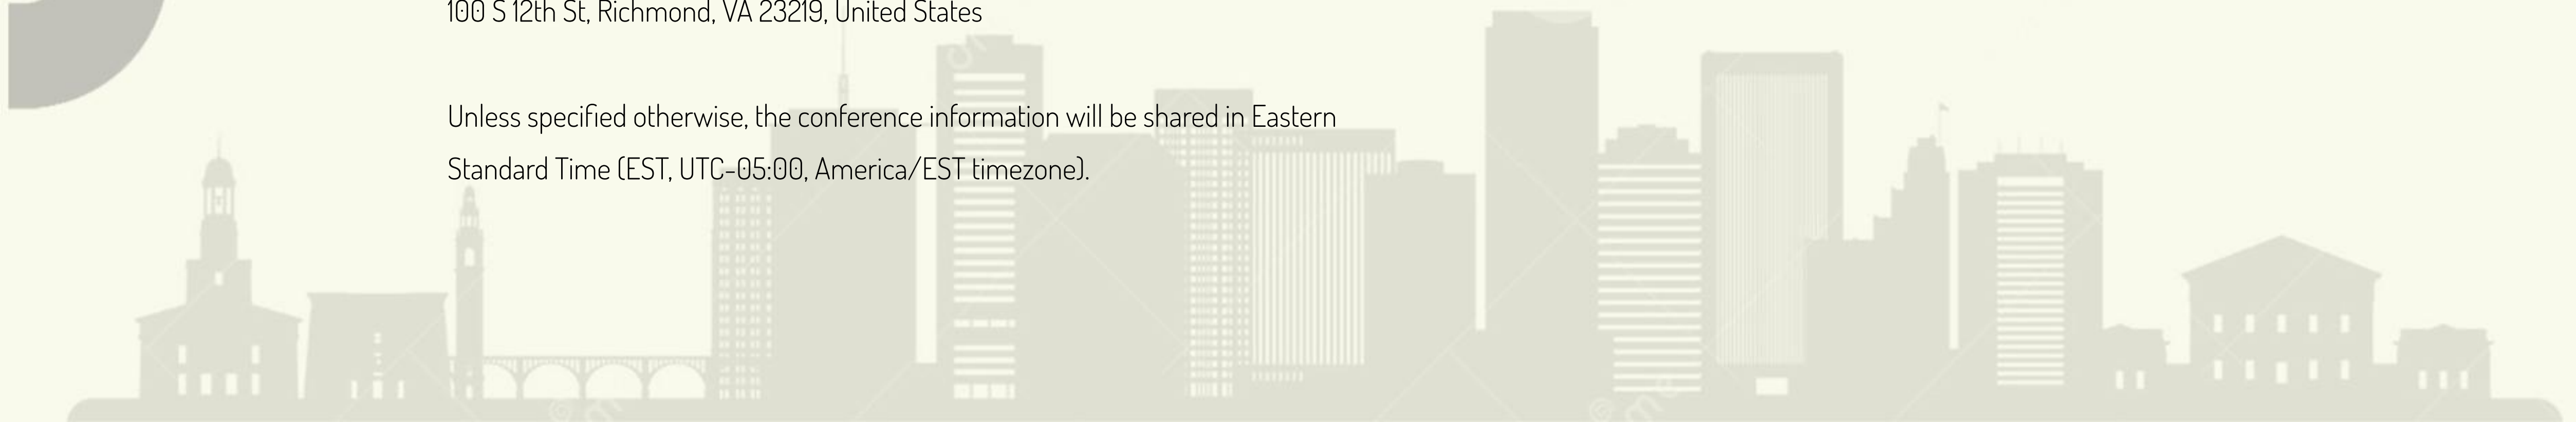 100 S 12th St, Richmond, VA 23219, United States
Unless specified otherwise, the conference information will be shared in Eastern
Standard Time (EST, UTC-05:00, America/EST timezone).